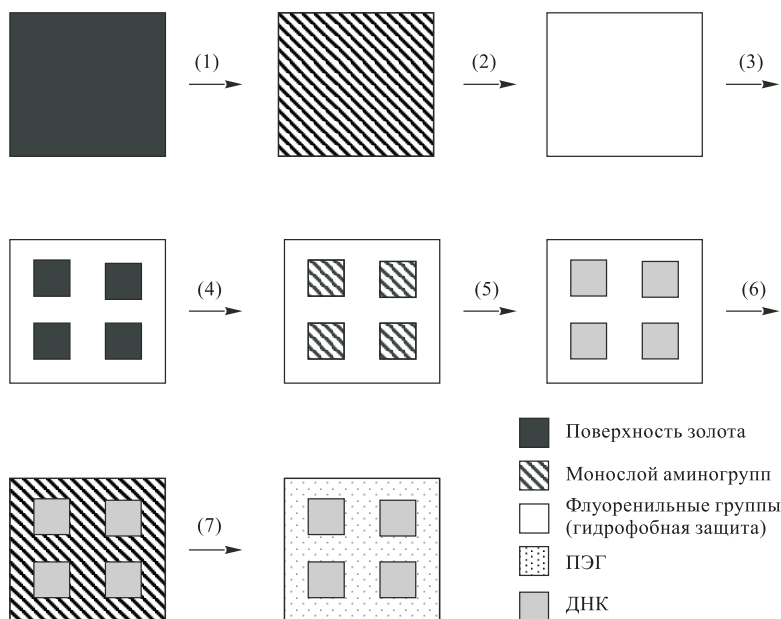 (1)
(2)
(3)
(4)
(5)
(6)
(7)
Поверхность золота
Монослой аминогрупп
Флуоренильные группы
(гидрофобная защита)
ПЭГ
ДНК